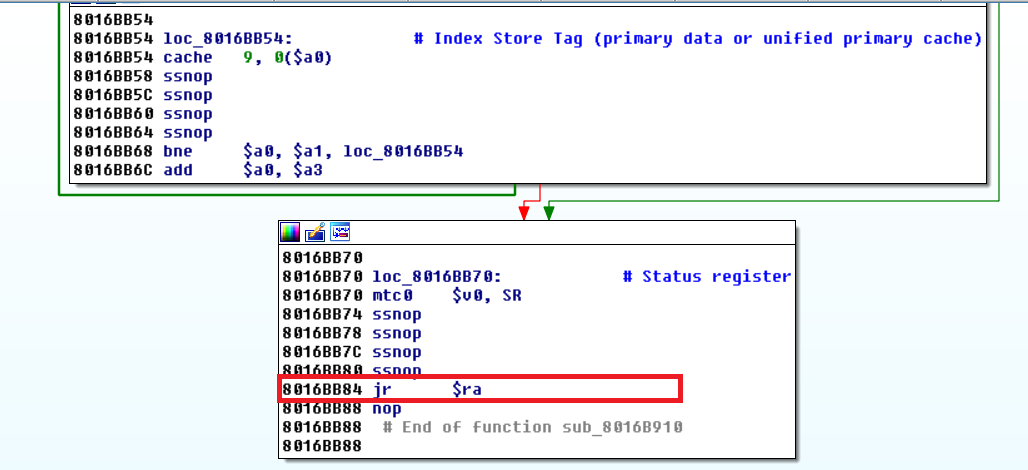 8016BB54
8016BB54 loc_8016BB54: # Index Store Tag (primary data or unified primary cache)
8016BB54 cache 9, 0($a0)
8016BB58 ssnop
8016BB5C ssnop
8016BB60 ssnop
8016BB64 ssnop
8016BB68 bne $a0, $a1, loc_8016BB54
8016BB6C add $a0, $a3
8016BB70
8016BB70 loc_8016BB70: # Status register
8016BB70 mtc0 $v0, SR
8016BB74 ssnop
8016BB78 ssnop
8016BB7C ssnop
8016BB80 ssnop
8016BB84 jr $ra
8016BB88 nop
8016BB88 # End of function sub_8016B910
8016BB88